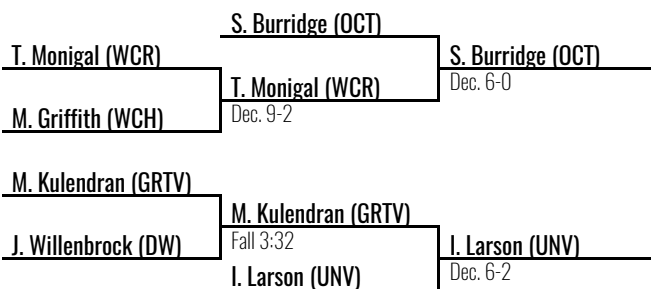 S. Burridge (OCT)
T. Monigal (WCR)
S. Burridge (OCT)
Dec. 6-0
T. Monigal (WCR)
Dec. 9-2
M. Griffith (WCH)
M. Kulendran (GRTV)
M. Kulendran (GRTV)
Fall 3:32
J. Willenbrock (DW)
I. Larson (UNV)
Dec. 6-2
I. Larson (UNV)